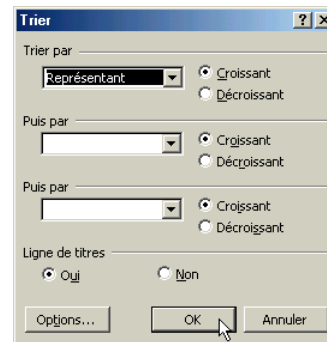 Trier
Trier par
Représentant
Croissant
Décroissant
Puis par
Croissant
Décroissant
Puis par
Croissant
Décroissant
Ligne de titres
Oui
Non
Options...
OK
Annuler